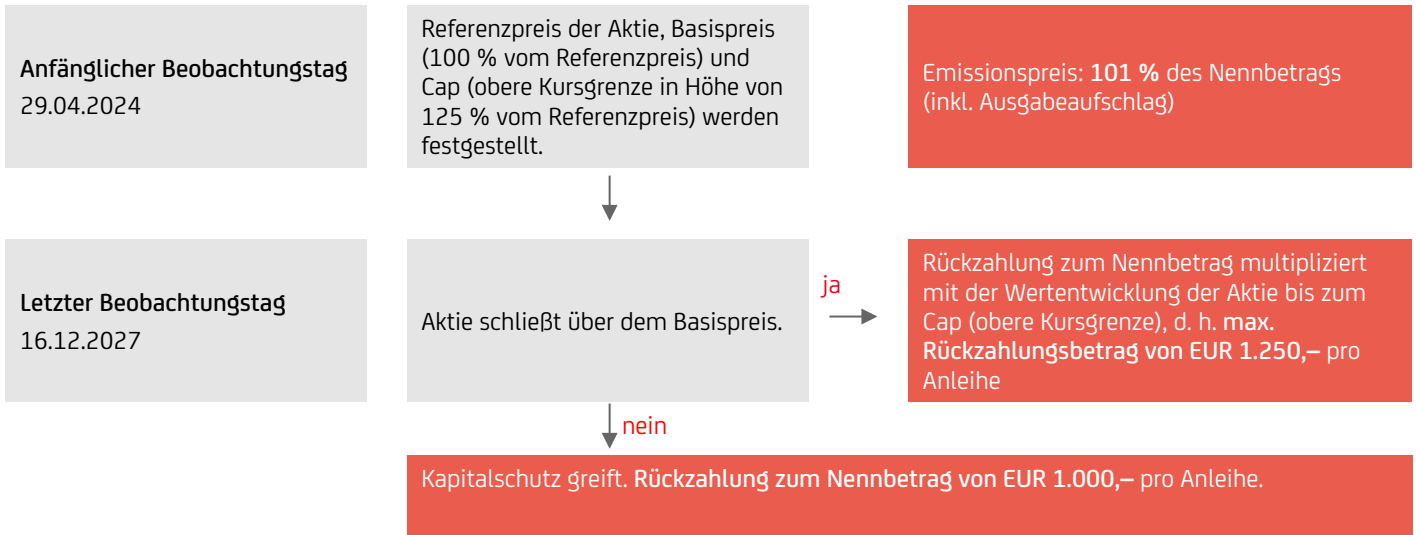 Anfänglicher Beobachtungstag
29.04.2024
Referenzpreis der Aktie, Basispreis
(100 % vom Referenzpreis) und
Cap (obere Kursgrenze in Höhe von
125 % vom Referenzpreis) werden
festgestellt.
Emissionspreis: 101 % des Nennbetrags
(inkl. Ausgabeaufschlag)
Letzter Beobachtungstag
16.12.2027
Aktie schließt über dem Basispreis.
ja
Rückzahlung zum Nennbetrag multipliziert
mit der Wertentwicklung der Aktie bis zum
Cap (obere Kursgrenze), d. h. max.
Rückzahlungsbetrag von EUR 1.250,– pro
Anleihe
nein
Kapitalschutz greift. Rückzahlung zum Nennbetrag von EUR 1.000,– pro Anleihe.